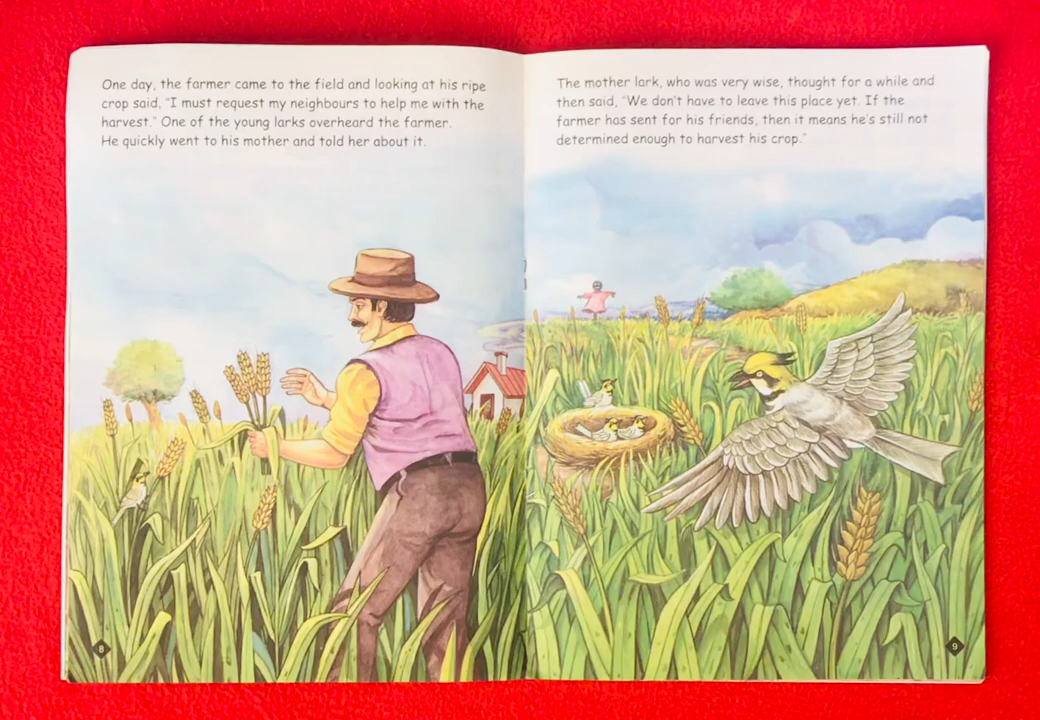 One day, the farmer came to the field and looking at his ripe
crop said, "I must request my neighbours to help me with the
harvest." One of the young larks overheard the farmer.
He quickly went to his mother and told her about it.
8
The mother lark, who was very wise, thought for a while and
then said, "We don't have to leave this place yet. If the
farmer has sent for his friends, then it means he's still not
determined enough to harvest his crop."
9